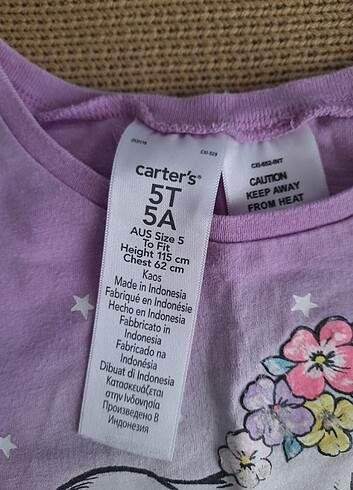 carter's®
5T
5A
AUS Size 5
To Fit
Height 115 cm
Chest 62 cm
Kaos
Made in Indonesia
Fabriqué en Indonésie
Hecho en Indonesia
Fabbricato in
Indonesia
Fabricado na
Indonésia
Dibuat di Indonesia
Κατασκευάζεται
στην Ινδονησία
Произведено В
Индонезия
CAUTION
KEEP AWAY
FROM HEAT